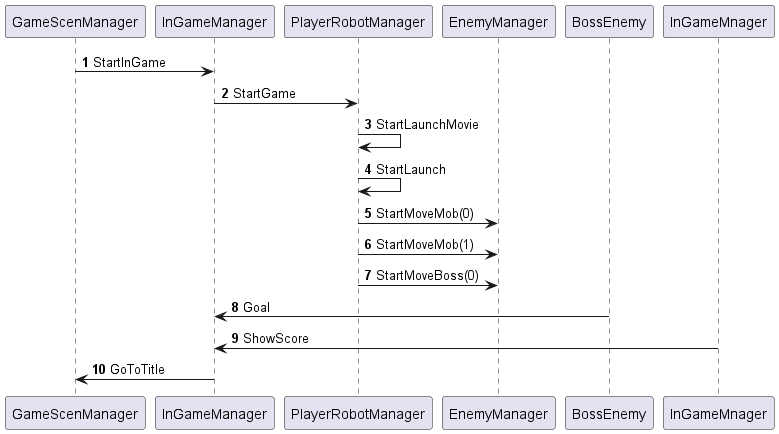 GameScenManager InGameManager PlayerRobotManager EnemyManager BossEnemy InGameMnager
1 StartInGame
2 StartGame
3 StartLaunchMovie
4 StartLaunch
5 StartMoveMob(0)
6 StartMoveMob(1)
7 StartMoveBoss(0)
8 Goal
9 ShowScore
10 GoToTitle
GameScenManager InGameManager PlayerRobotManager EnemyManager BossEnemy InGameMnager